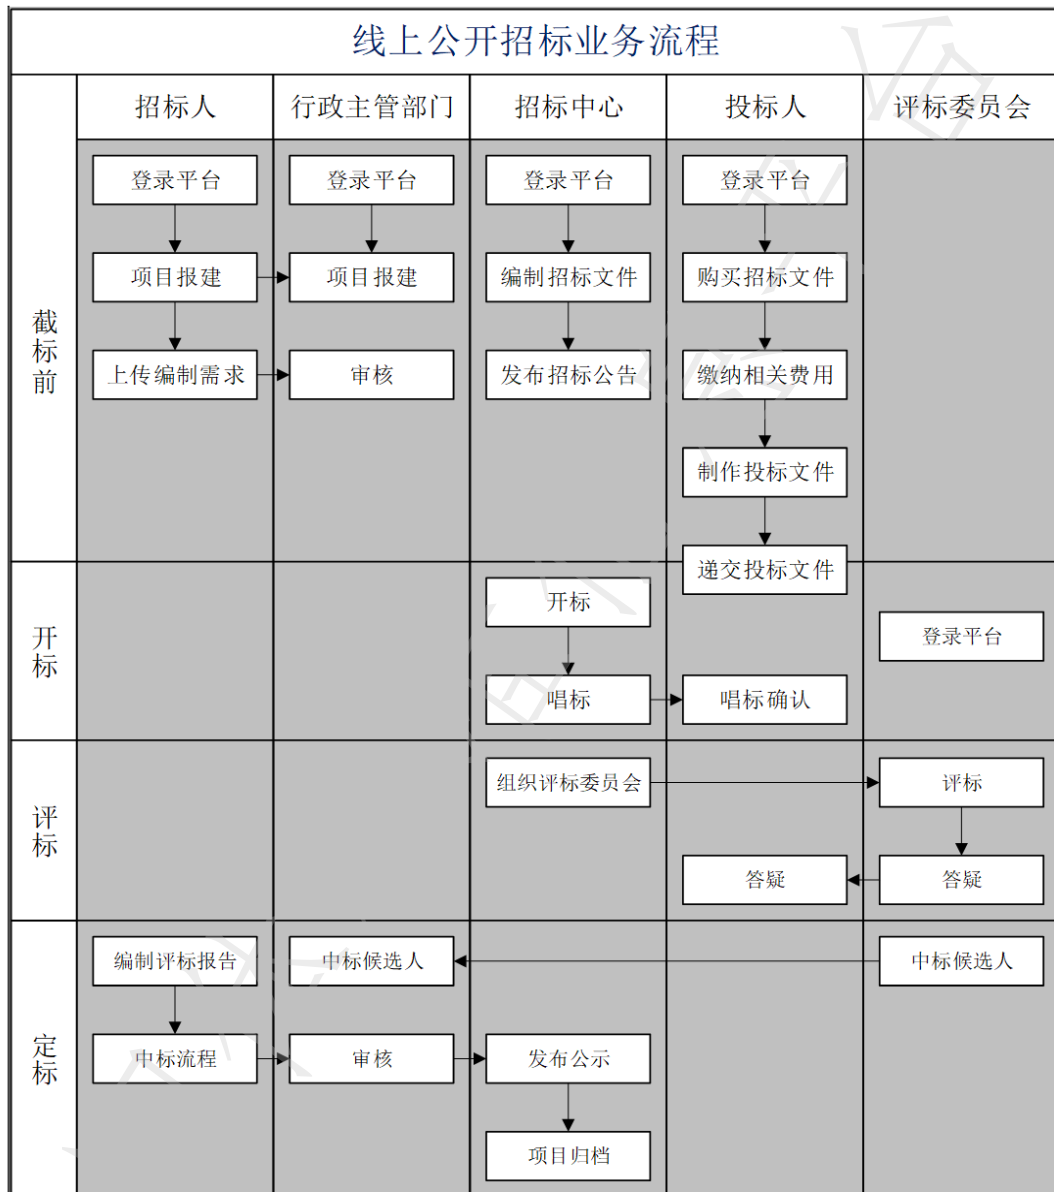 线上公开招标业务流程
招标人 行政主管部门 招标中心 投标人 评标委员会
截标前
登录平台 登录平台 登录平台 登录平台
项目报建 项目报建 编制招标文件 购买招标文件
上传编制需求 审核 发布招标公告 缴纳相关费用
制作投标文件
递交投标文件
开标
开标
登录平台
唱标 唱标确认
评标
组织评标委员会 评标
答疑 答疑
定标
编制评标报告 中标候选人 中标候选人
中标流程 审核 发布公示
项目归档